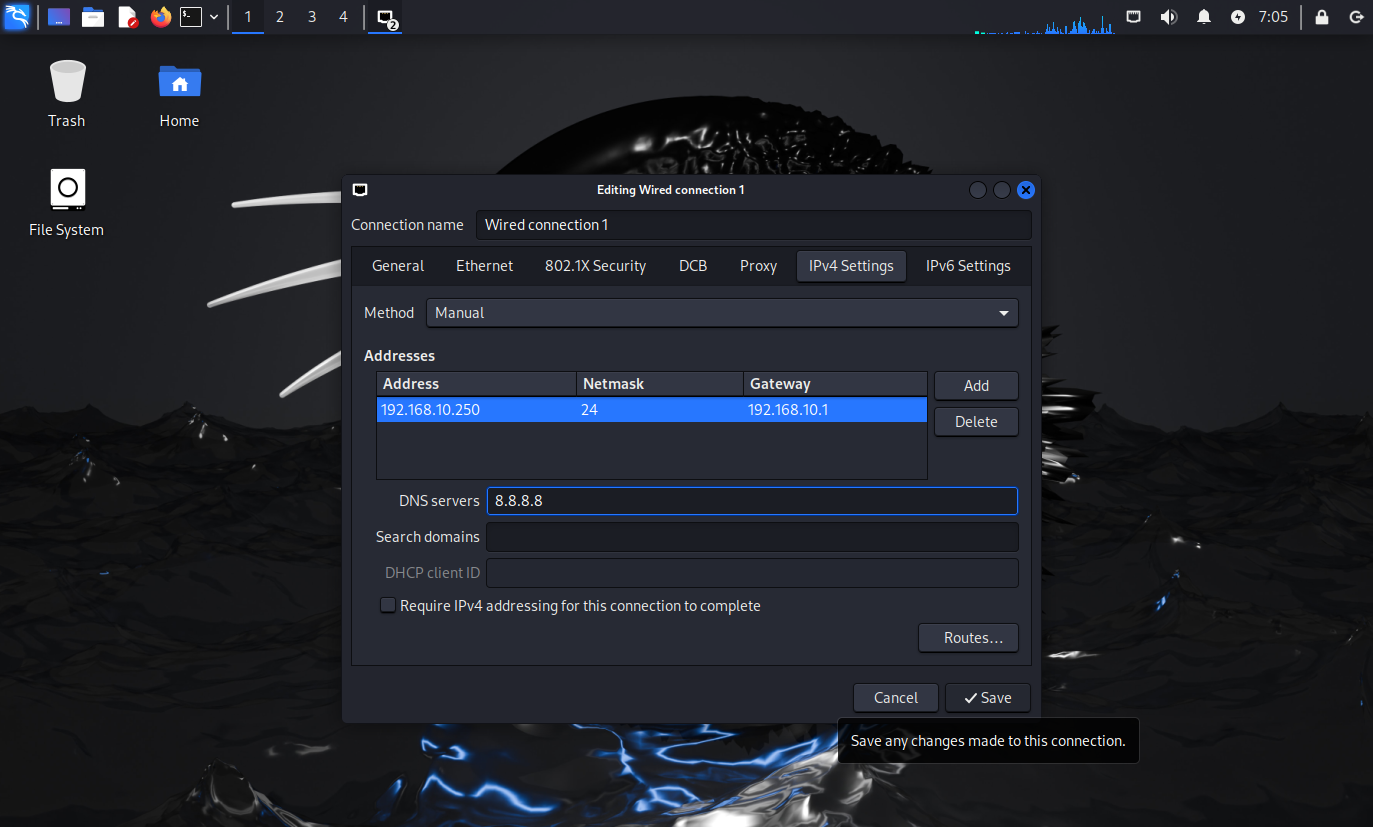 1 2 3 4 2 7:05
Trash
Home
File System
Editing Wired connection 1
Connection name Wired connection 1
General Ethernet 802.1X Security DCB Proxy IPv4 Settings IPv6 Settings
Method Manual
Addresses
Address Netmask Gateway
192.168.10.250 24 192.168.10.1
Add
Delete
DNS servers 8.8.8.8
Search domains
DHCP client ID
Require IPv4 addressing for this connection to complete
Routes…
Cancel Save
Save any changes made to this connection.